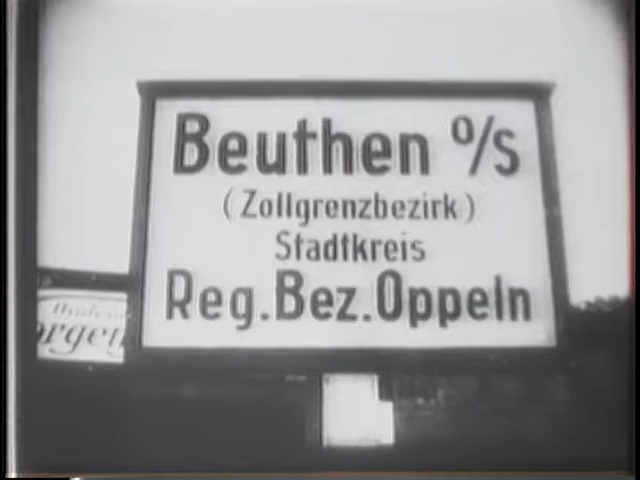 Beuthen O/S
(Zollgrenzbezirk)
Stadtkreis
Reg.Bez.Oppeln